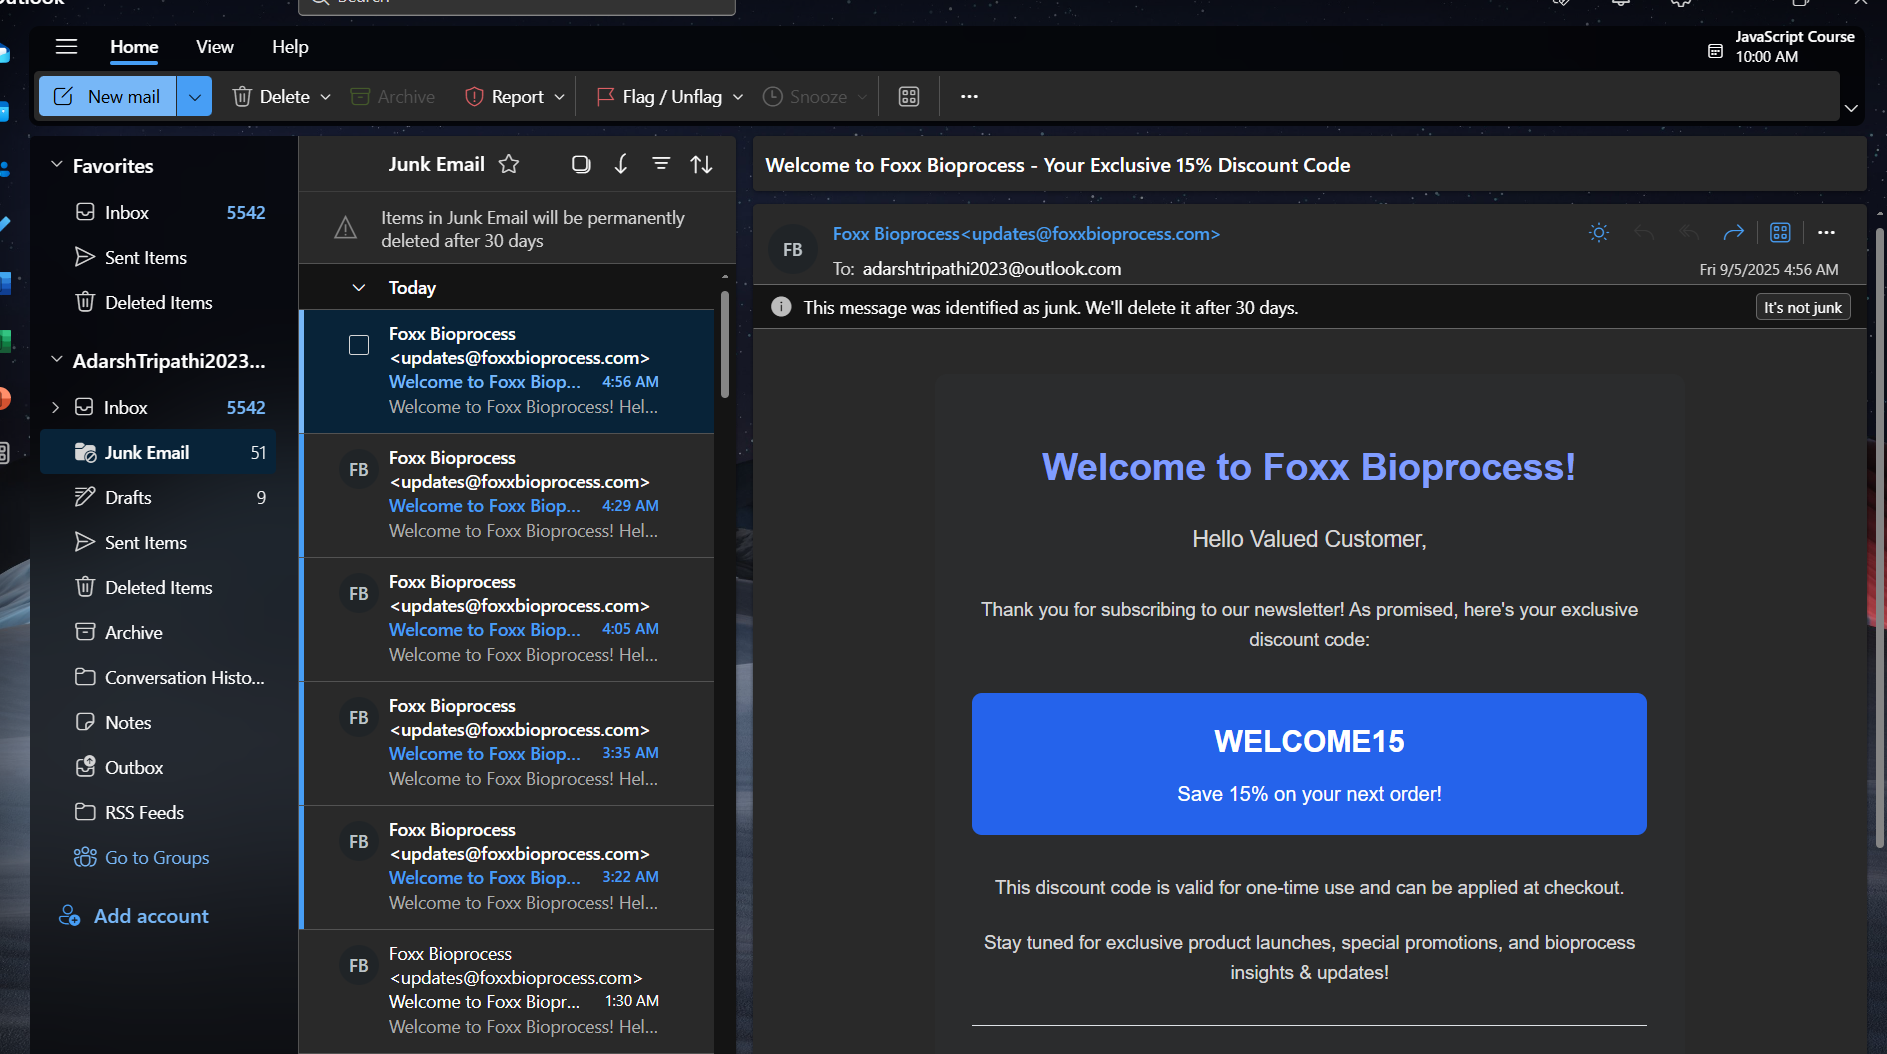 Outlook
Search
Home
View
Help
JavaScript Course
10:00 AM
New mail
Delete
Archive
Report
Flag / Unflag
Snooze
Favorites
Inbox 5542
Sent Items
Deleted Items
AdarshTripathi2023...
Inbox 5542
Junk Email 51
Drafts 9
Sent Items
Deleted Items
Archive
Conversation Histo...
Notes
Outbox
RSS Feeds
Go to Groups
Add account
Junk Email
Items in Junk Email will be permanently
deleted after 30 days
Today
Foxx Bioprocess
<updates@foxxbioprocess.com>
Welcome to Foxx Biop... 4:56 AM
Welcome to Foxx Bioprocess! Hel...
FB
Foxx Bioprocess
<updates@foxxbioprocess.com>
Welcome to Foxx Biop... 4:29 AM
Welcome to Foxx Bioprocess! Hel...
FB
Foxx Bioprocess
<updates@foxxbioprocess.com>
Welcome to Foxx Biop... 4:05 AM
Welcome to Foxx Bioprocess! Hel...
FB
Foxx Bioprocess
<updates@foxxbioprocess.com>
Welcome to Foxx Biop... 3:35 AM
Welcome to Foxx Bioprocess! Hel...
FB
Foxx Bioprocess
<updates@foxxbioprocess.com>
Welcome to Foxx Biop... 3:22 AM
Welcome to Foxx Bioprocess! Hel...
FB
Foxx Bioprocess
<updates@foxxbioprocess.com>
Welcome to Foxx Biopr... 1:30 AM
Welcome to Foxx Bioprocess! Hel...
Welcome to Foxx Bioprocess - Your Exclusive 15% Discount Code
FB
Foxx Bioprocess<updates@foxxbioprocess.com>
To: adarshtripathi2023@outlook.com
Fri 9/5/2025 4:56 AM
This message was identified as junk. We'll delete it after 30 days.
It's not junk
Welcome to Foxx Bioprocess!
Hello Valued Customer,
Thank you for subscribing to our newsletter! As promised, here's your exclusive
discount code:
WELCOME15
Save 15% on your next order!
This discount code is valid for one-time use and can be applied at checkout.
Stay tuned for exclusive product launches, special promotions, and bioprocess
insights & updates!